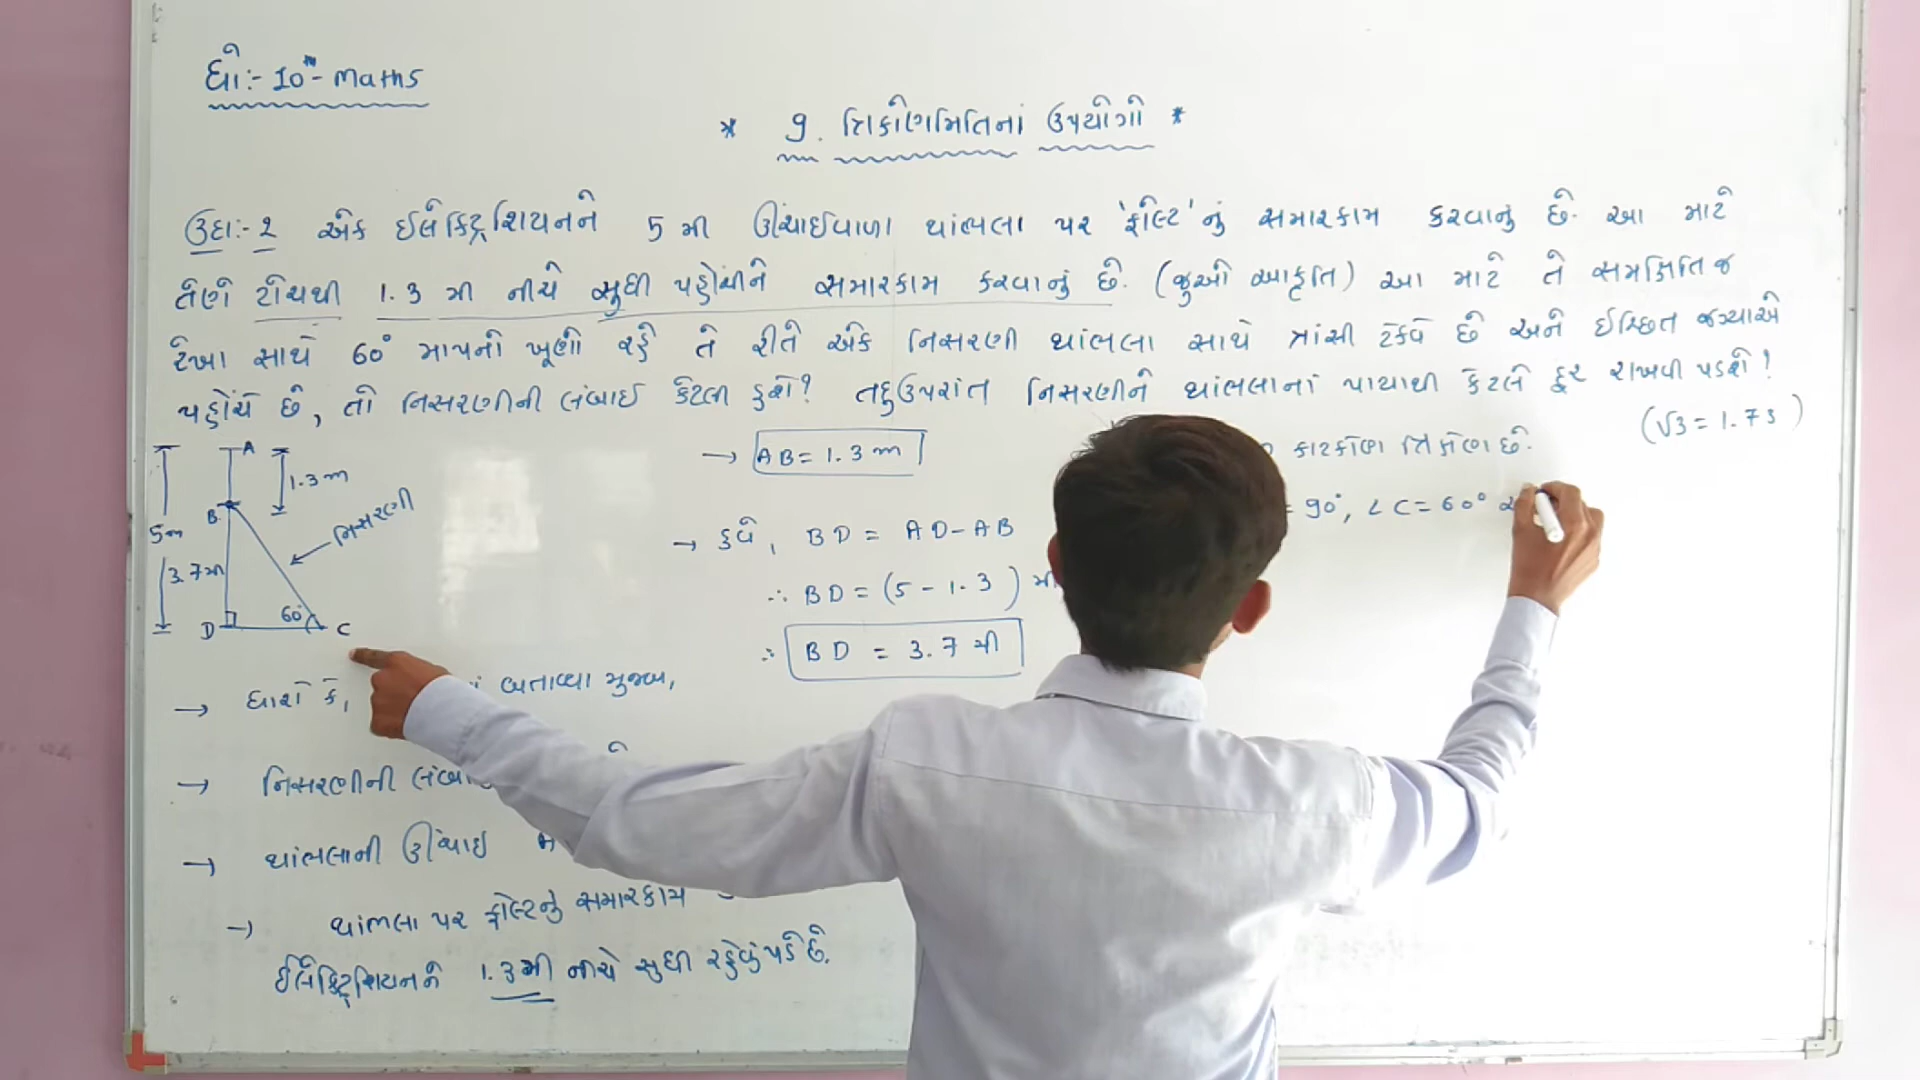 ધો:- 10th - Maths
* 9. ત્રિકોણમિતિનાં ઉપયોગો *
ઉદા:- 2 એક ઈલેક્ટ્રિશિયનને 5 મી ઊંચાઈવાળા થાંભલા પર 'ફોલ્ટ' નું સમારકામ કરવાનું છે. આ માટે
તેણે ટોચથી 1.3 મી નીચે સુધી પહોંચીને સમારકામ કરવાનું છે. (જુઓ આકૃતિ) આ માટે તે સમક્ષિતિજ
રેખા સાથે 60° માપનો ખૂણો રહે તે રીતે એક નિસરણી થાંભલા સાથે ત્રાંસી ટેકવે છે અને ઈચ્છિત જગ્યાએ
પહોંચે છે, તો નિસરણીની લંબાઈ કેટલી હશે? તદ્ઉપરાંત નિસરણીને થાંભલાનાં પાયાથી કેટલે દૂર રાખવી પડશે?
(√3 = 1.73)
A
1.3 m
B
નિસરણી
5m
3.7મી
60°
D
C
→ ધારો કે, બતાવ્યા મુજબ,
→ નિસરણીની
→ થાંભલાની ઊંચાઈ
→ થાંભલા પર ફોલ્ટનું સમારકામ
ઈલેક્ટ્રિશિયનને 1.3મી નીચે સુધી રહેવું પડે છે.
→ AB = 1.3 m
→ હવે, BD = AD - AB
∴ BD = (5 - 1.3) મી
∴ BD = 3.7 મી
કાટકોણ ત્રિકોણ છે.
= 90°, ∠C = 60°